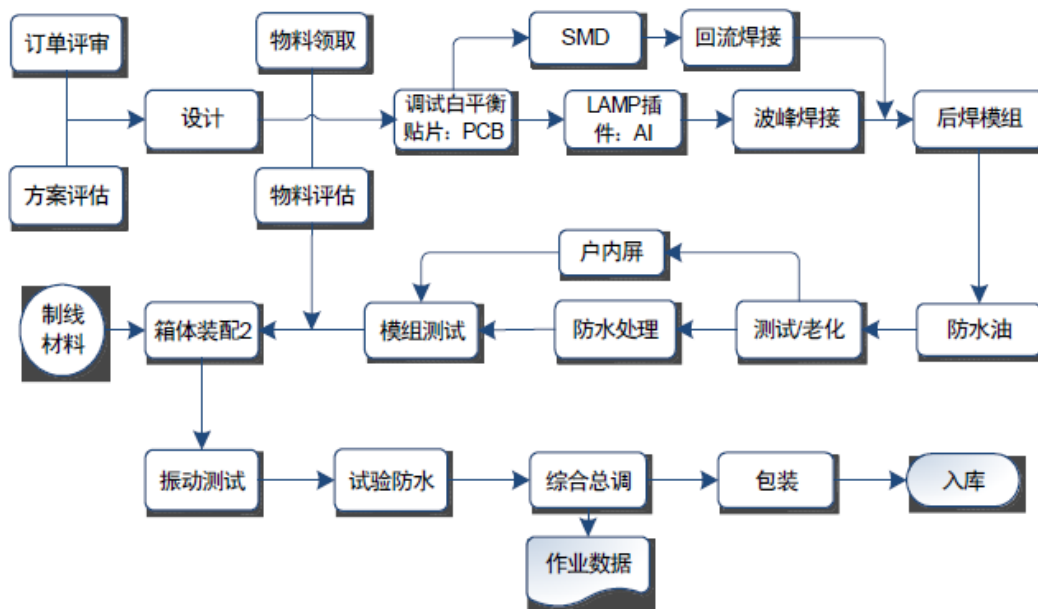 订单评审
物料领取
SMD
回流焊接
设计
调试白平衡
贴片：PCB
LAMP插
件：AI
波峰焊接
后焊模组
方案评估
物料评估
户内屏
制线
材料
箱体装配2
模组测试
防水处理
测试/老化
防水油
振动测试
试验防水
综合总调
包装
入库
作业数据